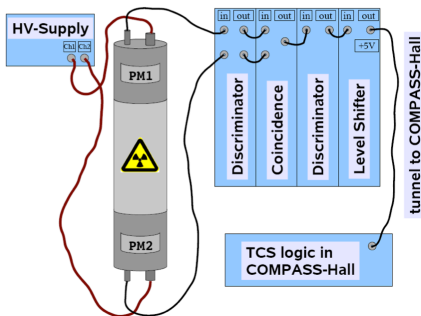 HV-Supply
Ch1 Ch2
PM1
PM2
in out in out in out in out
+5V
Discriminator
Coincidence
Discriminator
Level Shifter
tunnel to COMPASS-Hall
TCS logic in
COMPASS-Hall